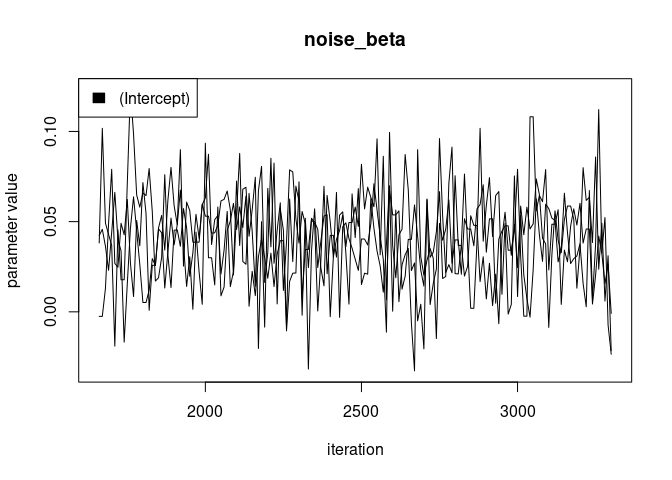 noise_beta
(Intercept)
parameter value
0.10
0.05
0.00
2000
2500
3000
iteration